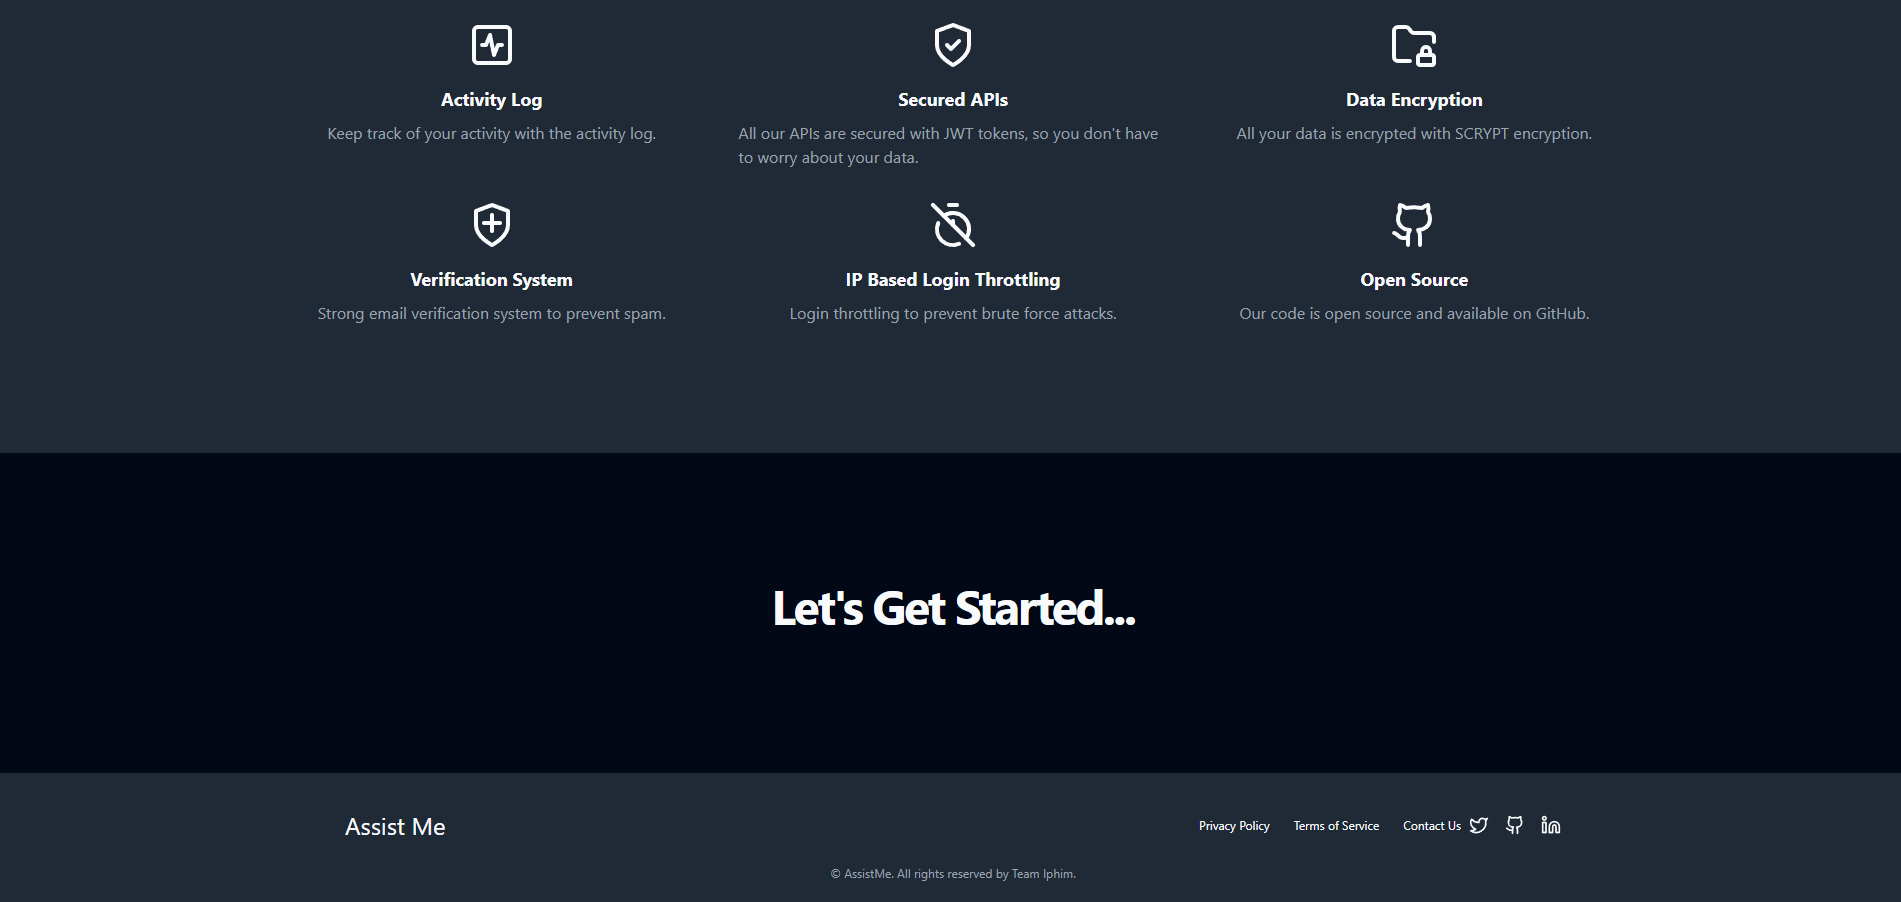 Activity Log
Keep track of your activity with the activity log.
Secured APIs
All our APIs are secured with JWT tokens, so you don't have
to worry about your data.
Data Encryption
All your data is encrypted with SCRYPT encryption.
Verification System
Strong email verification system to prevent spam.
IP Based Login Throttling
Login throttling to prevent brute force attacks.
Open Source
Our code is open source and available on GitHub.
Let's Get Started...
Assist Me
Privacy Policy
Terms of Service
Contact Us
© AssistMe. All rights reserved by Team Iphim.